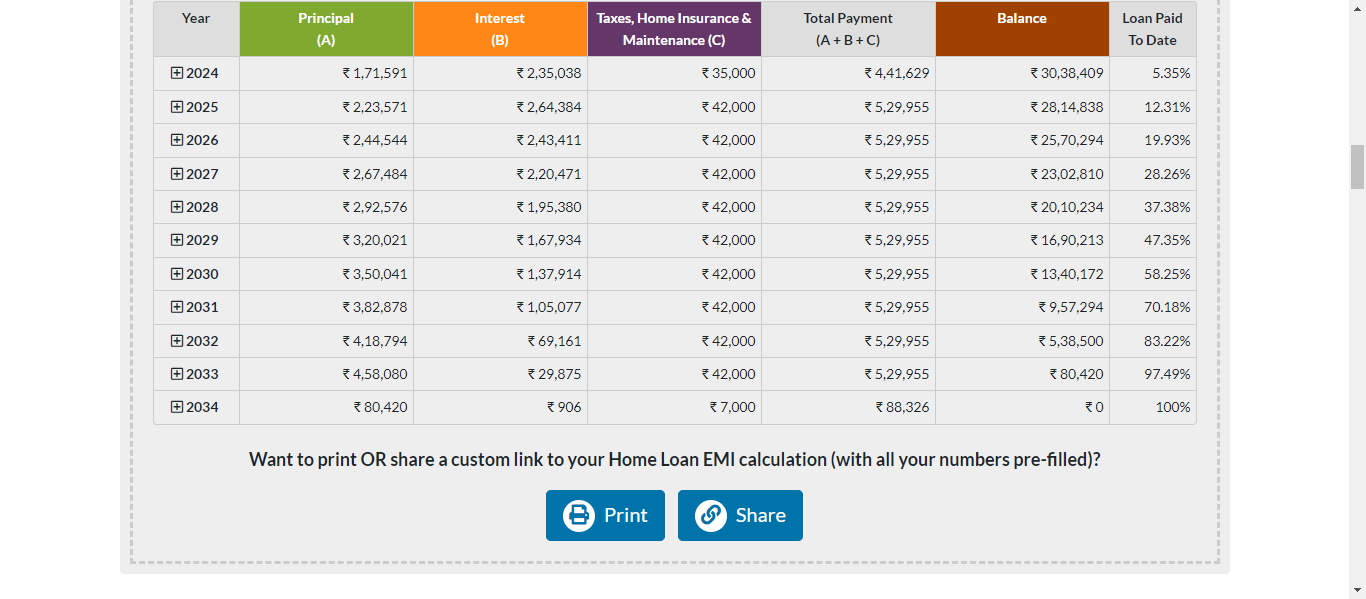 Year Principal (A) Interest (B) Taxes, Home Insurance & Maintenance (C) Total Payment (A + B + C) Balance Loan Paid To Date
2024 ₹ 1,71,591 ₹ 2,35,038 ₹ 35,000 ₹ 4,41,629 ₹ 30,38,409 5.35%
2025 ₹ 2,23,571 ₹ 2,64,384 ₹ 42,000 ₹ 5,29,955 ₹ 28,14,838 12.31%
2026 ₹ 2,44,544 ₹ 2,43,411 ₹ 42,000 ₹ 5,29,955 ₹ 25,70,294 19.93%
2027 ₹ 2,67,484 ₹ 2,20,471 ₹ 42,000 ₹ 5,29,955 ₹ 23,02,810 28.26%
2028 ₹ 2,92,576 ₹ 1,95,380 ₹ 42,000 ₹ 5,29,955 ₹ 20,10,234 37.38%
2029 ₹ 3,20,021 ₹ 1,67,934 ₹ 42,000 ₹ 5,29,955 ₹ 16,90,213 47.35%
2030 ₹ 3,50,041 ₹ 1,37,914 ₹ 42,000 ₹ 5,29,955 ₹ 13,40,172 58.25%
2031 ₹ 3,82,878 ₹ 1,05,077 ₹ 42,000 ₹ 5,29,955 ₹ 9,57,294 70.18%
2032 ₹ 4,18,794 ₹ 69,161 ₹ 42,000 ₹ 5,29,955 ₹ 5,38,500 83.22%
2033 ₹ 4,58,080 ₹ 29,875 ₹ 42,000 ₹ 5,29,955 ₹ 80,420 97.49%
2034 ₹ 80,420 ₹ 906 ₹ 7,000 ₹ 88,326 ₹ 0 100%
Want to print OR share a custom link to your Home Loan EMI calculation (with all your numbers pre-filled)?
Print Share